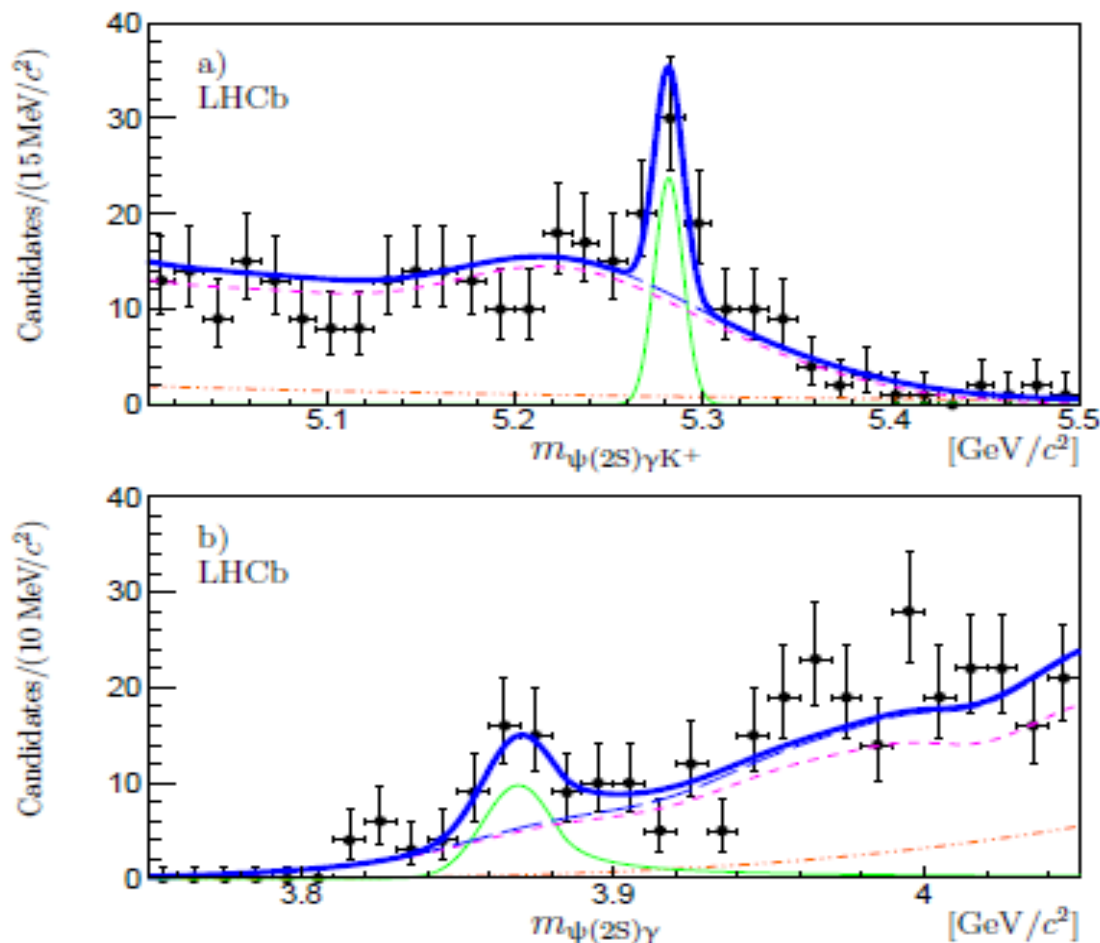 Candidates/(15 MeV/c²)
40
30
20
10
0
a)
LHCb
5.1
5.2
5.3
5.4
5.5
mψ(2S)γK⁺
[GeV/c²]
Candidates/(10 MeV/c²)
40
30
20
10
0
b)
LHCb
3.8
3.9
4
mψ(2S)γ
[GeV/c²]